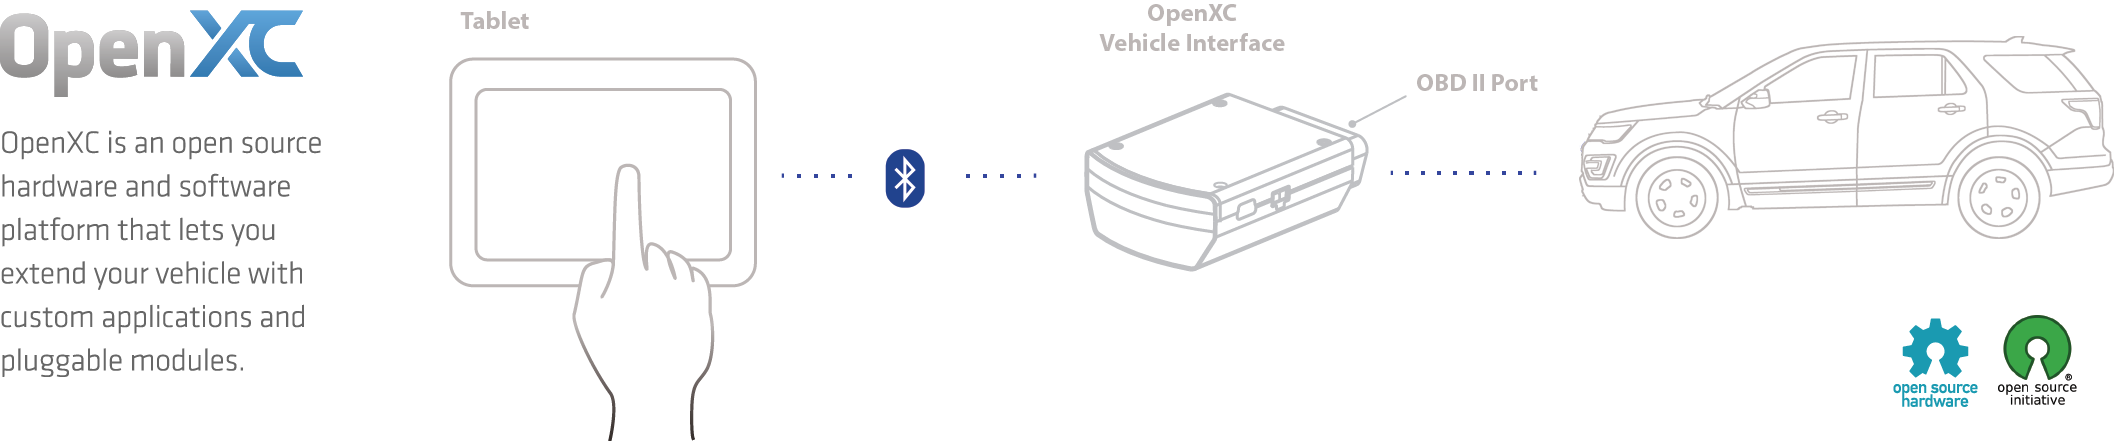 OpenXC
OpenXC is an open source
hardware and software
platform that lets you
extend your vehicle with
custom applications and
pluggable modules.
Tablet
OpenXC
Vehicle Interface
OBD II Port
open source
hardware
open source
initiative
®